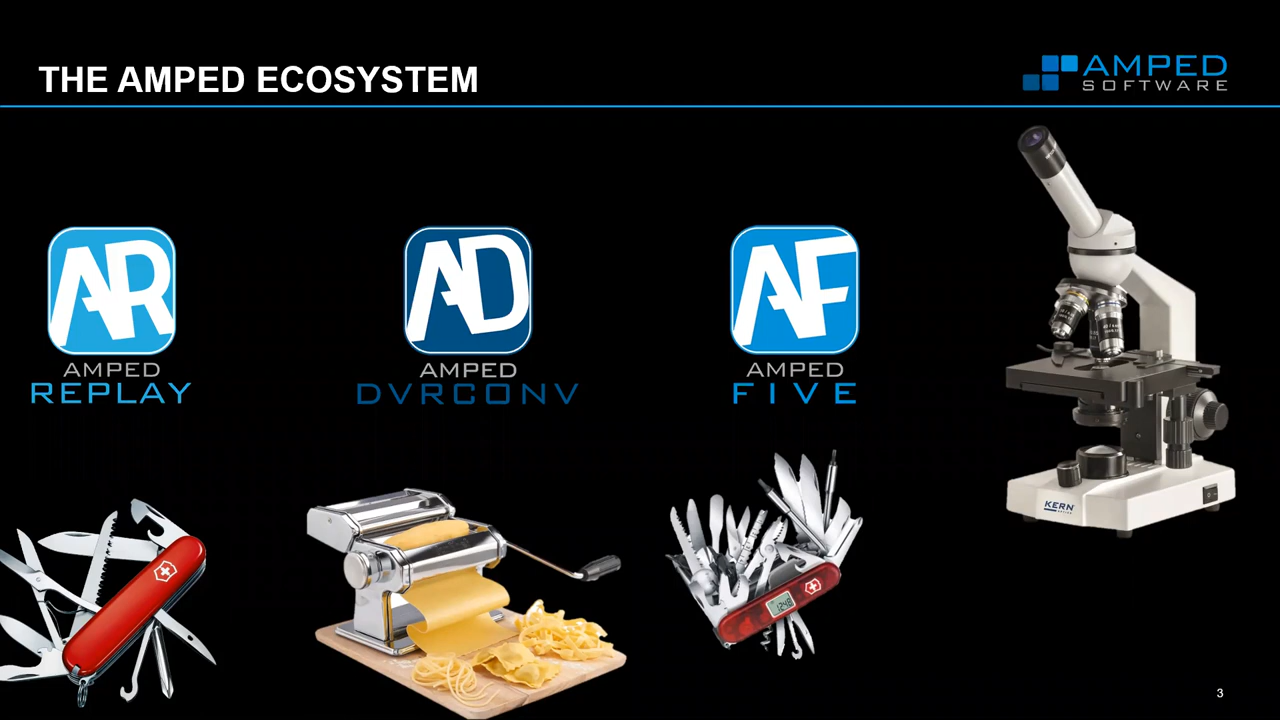 THE AMPED ECOSYSTEM
AMPED
SOFTWARE
AR
AMPED
REPLAY
AD
AMPED
DVRCONV
AF
AMPED
FIVE
KERN
3